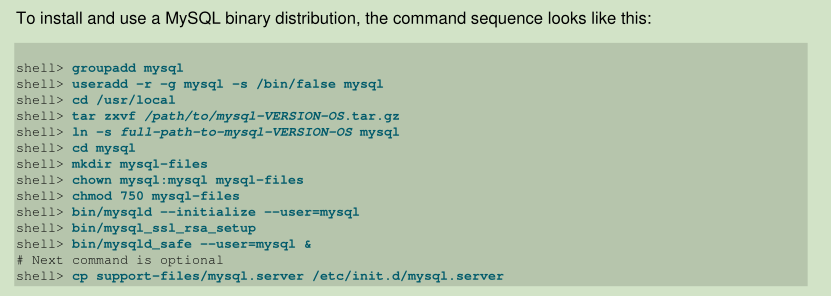 To install and use a MySQL binary distribution, the command sequence looks like this:
shell> groupadd mysql
shell> useradd -r -g mysql -s /bin/false mysql
shell> cd /usr/local
shell> tar zxvf /path/to/mysql-VERSION-OS.tar.gz
shell> ln -s full-path-to-mysql-VERSION-OS mysql
shell> cd mysql
shell> mkdir mysql-files
shell> chown mysql:mysql mysql-files
shell> chmod 750 mysql-files
shell> bin/mysqld --initialize --user=mysql
shell> bin/mysql_ssl_rsa_setup
shell> bin/mysqld_safe --user=mysql &
# Next command is optional
shell> cp support-files/mysql.server /etc/init.d/mysql.server